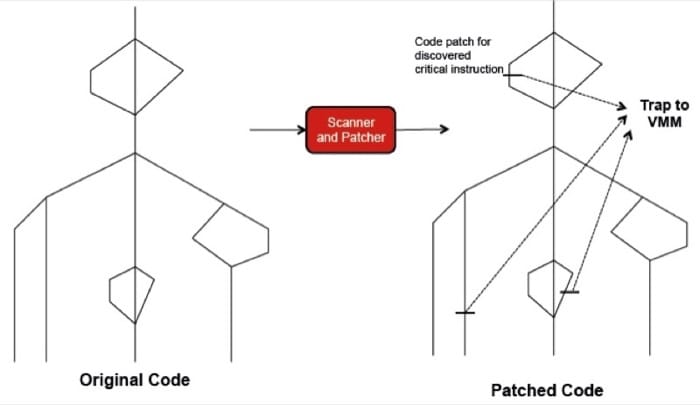 Code patch for
discovered
critical instruction
Trap to
VMM
Scanner
and Patcher
Original Code
Patched Code